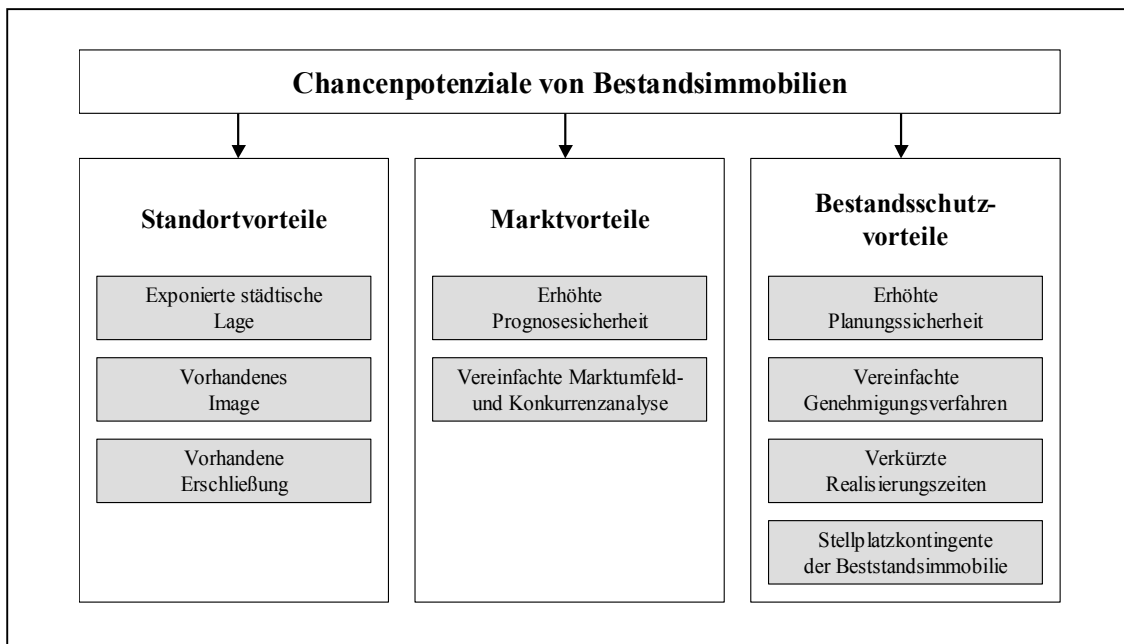 Chancenpotenziale von Bestandsimmobilien
Standortvorteile
Exponierte städtische
Lage
Vorhandenes
Image
Vorhandene
Erschließung
Marktvorteile
Erhöhte
Prognosesicherheit
Vereinfachte Marktumfeld-
und Konkurrenzanalyse
Bestandsschutz-
vorteile
Erhöhte
Planungssicherheit
Vereinfachte
Genehmigungsverfahren
Verkürzte
Realisierungszeiten
Stellplatzkontingente
der Beststandsimmobilie